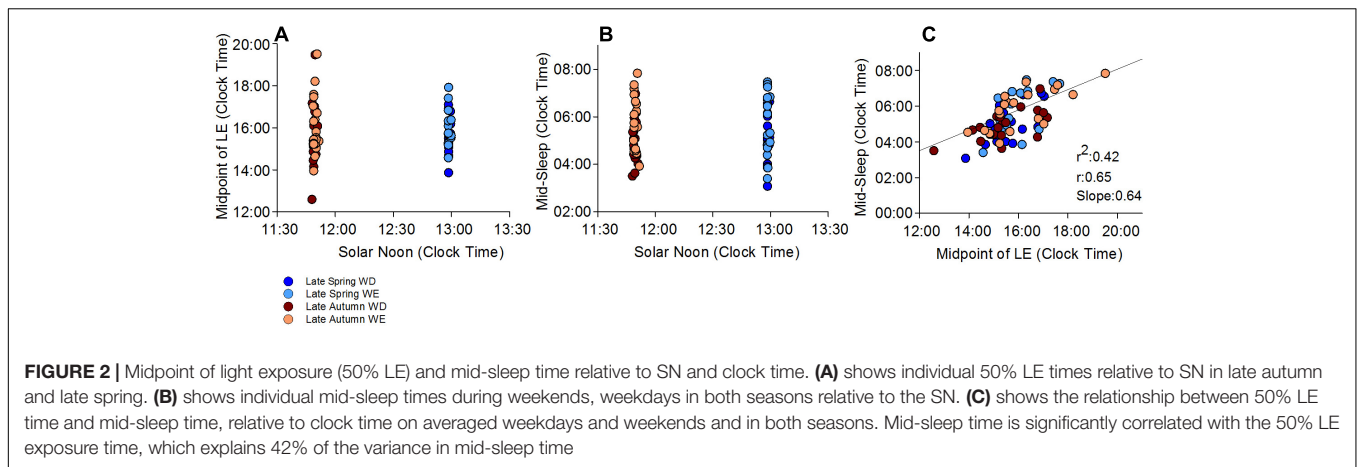 A
B
C
Midpoint of LE (Clock Time)
20:00
18:00
16:00
14:00
12:00
11:30 12:00 12:30 13:00 13:30
Solar Noon (Clock Time)
Mid-Sleep (Clock Time)
08:00
06:00
04:00
02:00
11:30 12:00 12:30 13:00 13:30
Solar Noon (Clock Time)
Mid-Sleep (Clock Time)
08:00
06:00
04:00
02:00
00:00
r²:0.42
r:0.65
Slope:0.64
12:00 14:00 16:00 18:00 20:00
Midpoint of LE (Clock Time)
Late Spring WD
Late Spring WE
Late Autumn WD
Late Autumn WE
FIGURE 2 | Midpoint of light exposure (50% LE) and mid-sleep time relative to SN and clock time. (A) shows individual 50% LE times relative to SN in late autumn
and late spring. (B) shows individual mid-sleep times during weekends, weekdays in both seasons relative to the SN. (C) shows the relationship between 50% LE
time and mid-sleep time, relative to clock time on averaged weekdays and weekends and in both seasons. Mid-sleep time is significantly correlated with the 50% LE
exposure time, which explains 42% of the variance in mid-sleep time